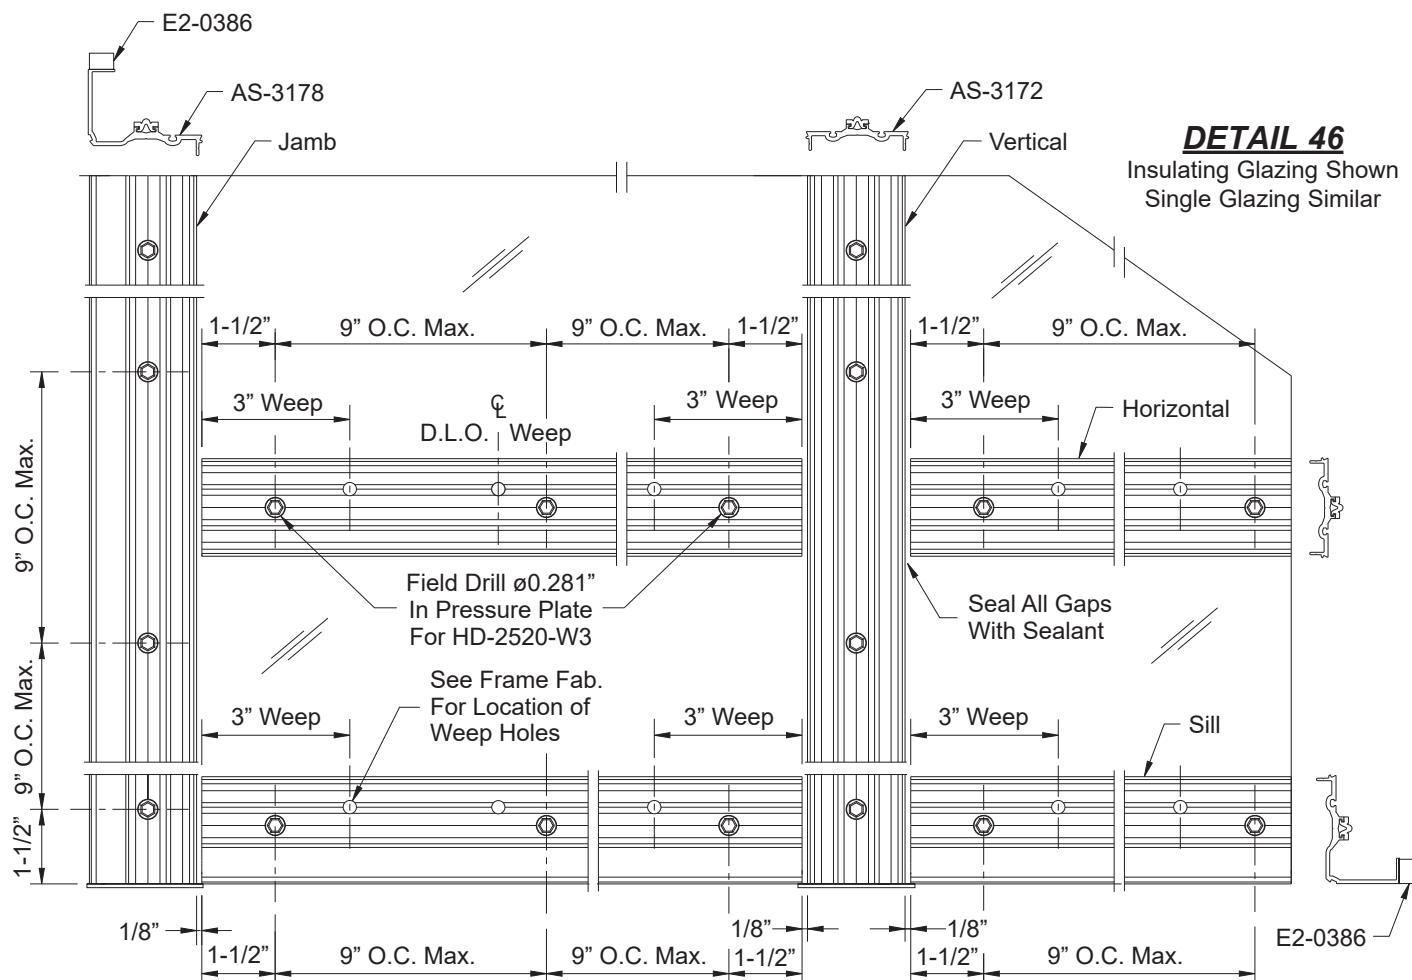 E2-0386
AS-3178
AS-3172
Jamb
Vertical
DETAIL 46
Insulating Glazing Shown
Single Glazing Similar
1-1/2”
9” O.C. Max.
9” O.C. Max.
1-1/2”
1-1/2”
9” O.C. Max.
3” Weep
℄
D.L.O. Weep
3” Weep
3” Weep
Horizontal
9” O.C. Max.
Field Drill ø0.281”
In Pressure Plate
For HD-2520-W3
Seal All Gaps
With Sealant
See Frame Fab.
For Location of
Weep Holes
9” O.C. Max.
3” Weep
3” Weep
3” Weep
Sill
1-1/2”
1/8”
1/8”
1/8”
E2-0386
1-1/2”
9” O.C. Max.
9” O.C. Max.
1-1/2”
1-1/2”
9” O.C. Max.